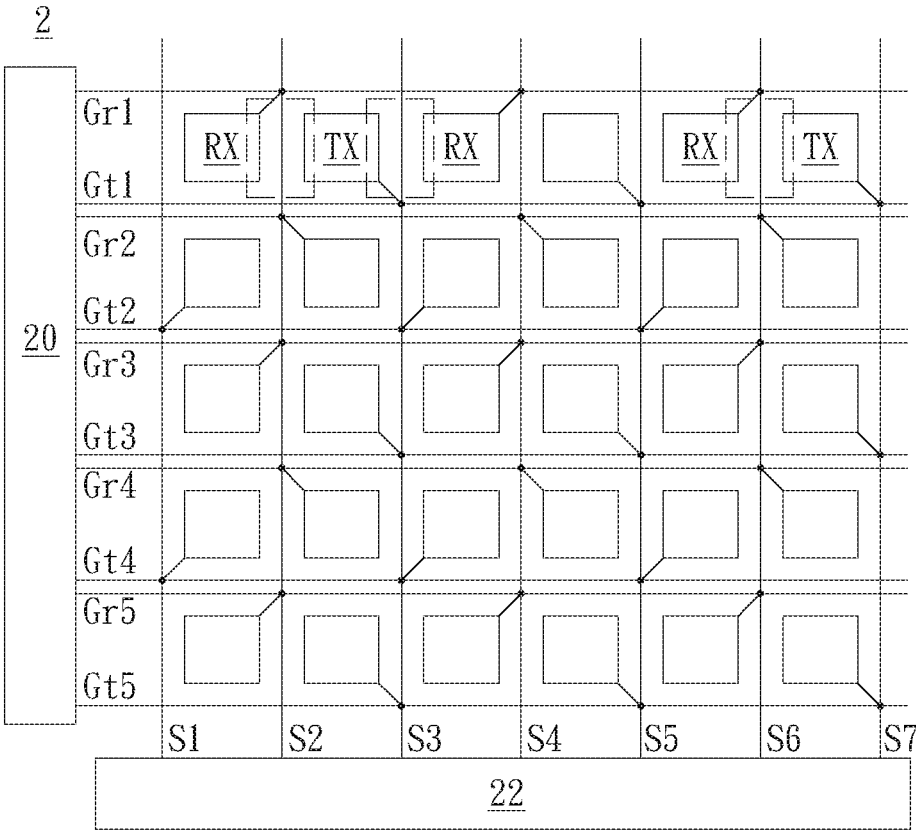 2
Gr1
RX TX RX RX TX
Gt1
Gr2
Gt2
20
Gr3
Gt3
Gr4
Gt4
Gr5
Gt5
S1 S2 S3 S4 S5 S6 S7
22